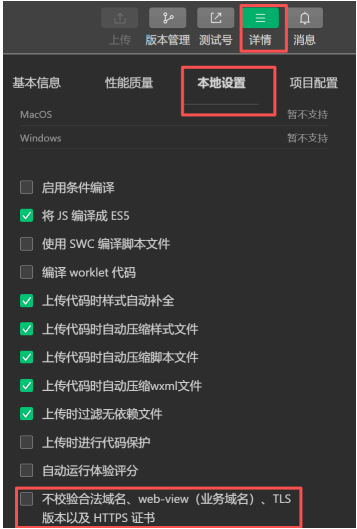 上传 版本管理 测试号 详情 消息
基本信息 性能质量 本地设置 项目配置
MacOS 暂不支持
Windows 暂不支持
启用条件编译
将 JS 编译成 ES5
使用 SWC 编译脚本文件
编译 worklet 代码
上传代码时样式自动补全
上传代码时自动压缩样式文件
上传代码时自动压缩脚本文件
上传代码时自动压缩wxml文件
上传时过滤无依赖文件
上传时进行代码保护
自动运行体验评分
不校验合法域名、web-view（业务域名）、TLS
版本以及 HTTPS 证书